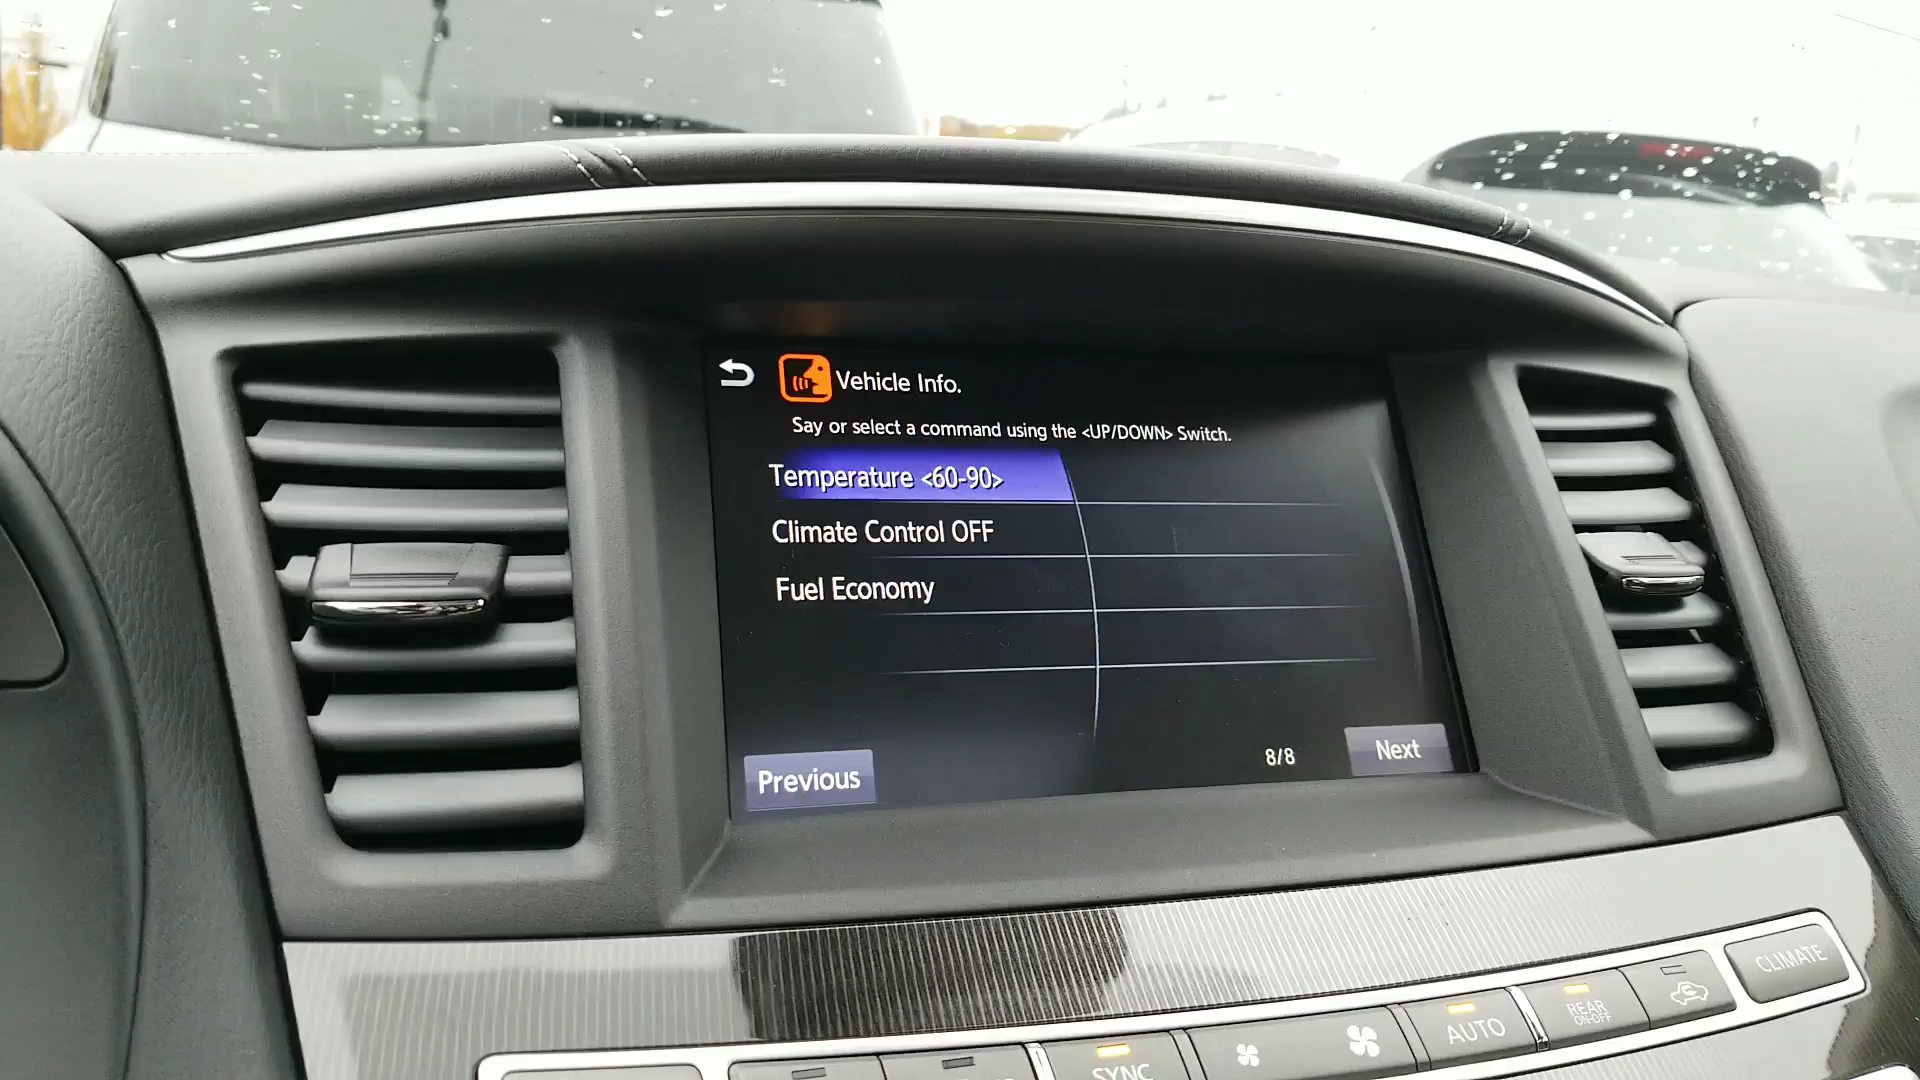 Vehicle Info.
Say or select a command using the <UP/DOWN> Switch.
Temperature <60-90>
Climate Control OFF
Fuel Economy
Previous
8/8
Next
CLIMATE
REAR
ON·OFF
AUTO
SYNC